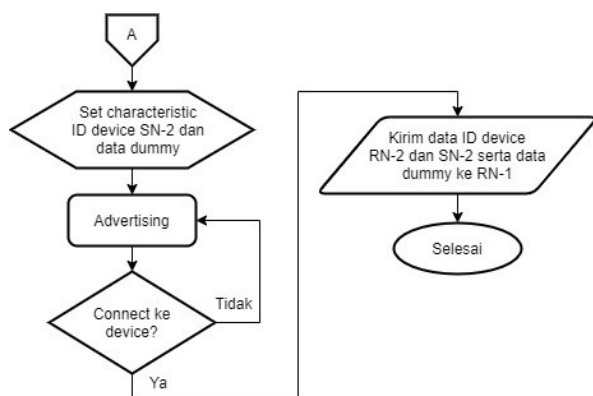 A
Set characteristic
ID device SN-2 dan
data dummy
Advertising
Connect ke
device?
Tidak
Ya
Kirim data ID device
RN-2 dan SN-2 serta data
dummy ke RN-1
Selesai